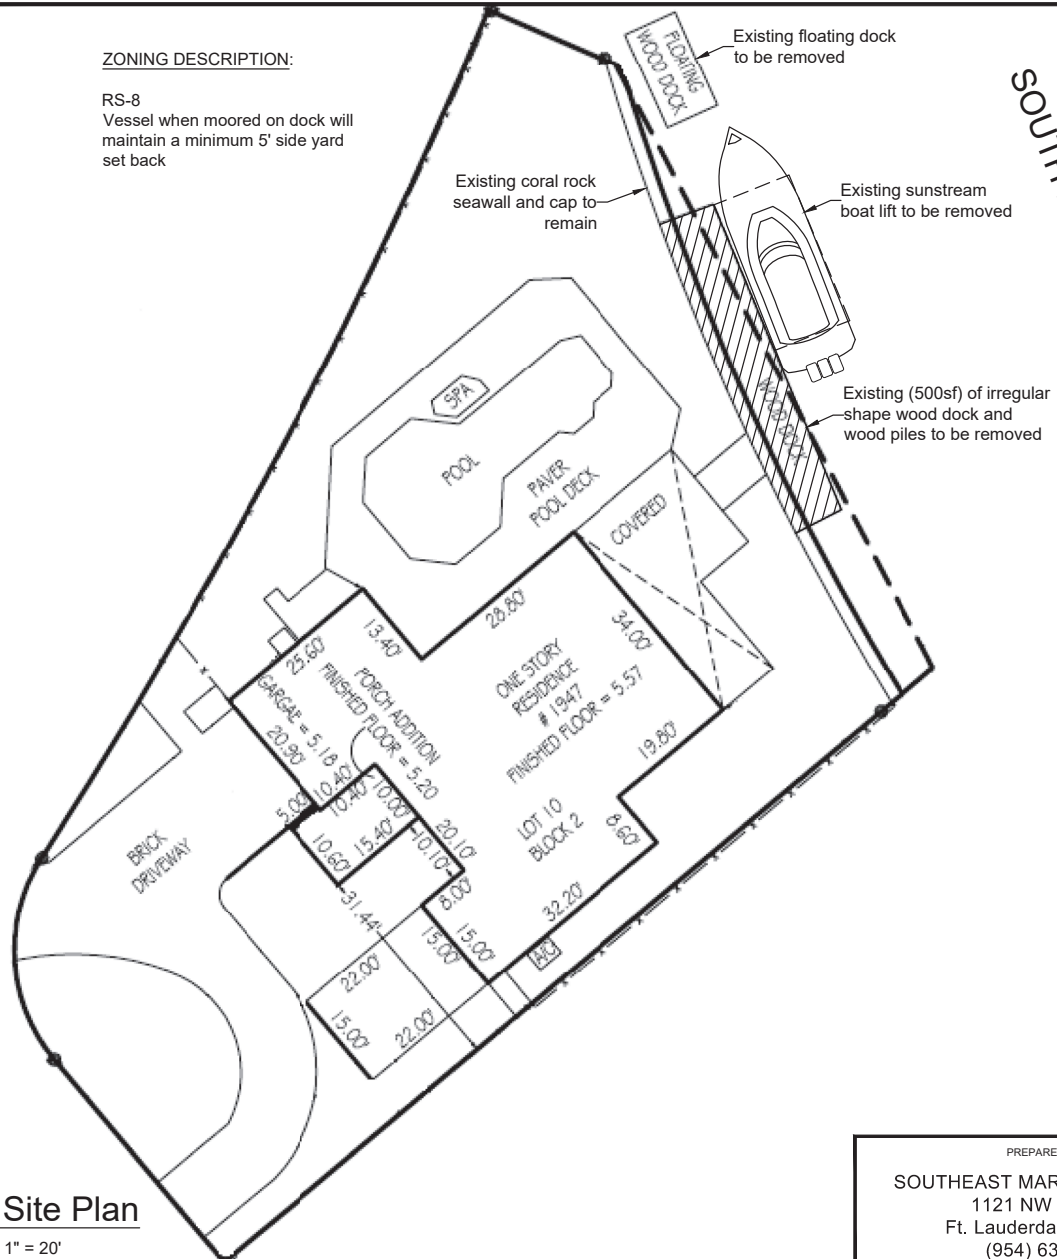 ZONING DESCRIPTION:
RS-8
Vessel when moored on dock will
maintain a minimum 5' side yard
set back
FLOATING
WOOD DOCK
Existing floating dock
to be removed
SOUTH
Existing coral rock
seawall and cap to
remain
Existing sunstream
boat lift to be removed
WOOD DOCK
Existing (500sf) of irregular
shape wood dock and
wood piles to be removed
SPA
POOL
PAVER
POOL DECK
COVERED
28.80'
34.00'
13.40'
25.60'
PORCH ADDITION
FINISHED FLOOR = 5.20
GARGAE = 5.18
20.90'
ONE STORY
RESIDENCE
# 1947
FINISHED FLOOR = 5.57
19.80'
LOT 10
BLOCK 2
8.60'
5.00'
10.40'
10.40'
10.00'
20.10'
10.60'
15.40'
10.10'
BRICK
DRIVEWAY
31.44'
8.00'
32.20'
15.00'
15.00'
A/C
22.00'
15.00'
22.00'
Site Plan
1" = 20'
PREPARE
SOUTHEAST MAR
1121 NW
Ft. Lauderda
(954) 63